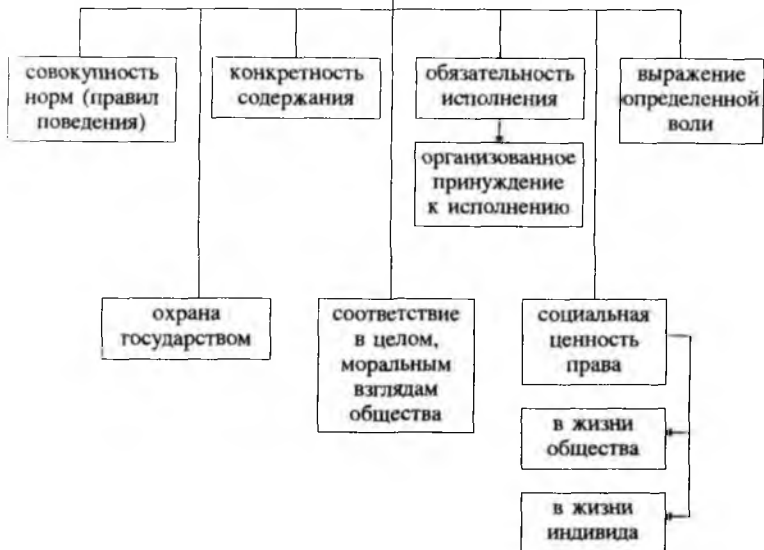 совокупность
норм (правил
поведения)
конкретность
содержания
обязательность
исполнения
организованное
принуждение
к исполнению
выражение
определенной
воли
охрана
государством
соответствие
в целом,
моральным
взглядам
общества
социальная
ценность
права
в жизни
общества
в жизни
индивида